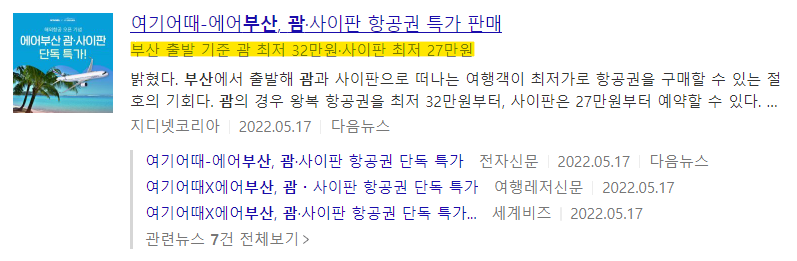 여기어때-에어부산, 괌·사이판 항공권 특가 판매
부산 출발 기준 괌 최저 32만원·사이판 최저 27만원
에어부산 괌·사이판
단독 특가!
밝혔다. 부산에서 출발해 괌과 사이판으로 떠나는 여행객이 최저가로 항공권을 구매할 수 있는 절
호의 기회다. 괌의 경우 왕복 항공권을 최저 32만원부터, 사이판은 27만원부터 예약할 수 있다. ...
지디넷코리아 | 2022.05.17 | 다음뉴스
여기어때-에어부산, 괌·사이판 항공권 단독 특가 전자신문 | 2022.05.17 | 다음뉴스
여기어때X에어부산, 괌 · 사이판 항공권 단독 특가 여행레저신문 | 2022.05.17
여기어때X에어부산, 괌·사이판 항공권 단독 특가... 세계비즈 | 2022.05.17
관련뉴스 7건 전체보기 >